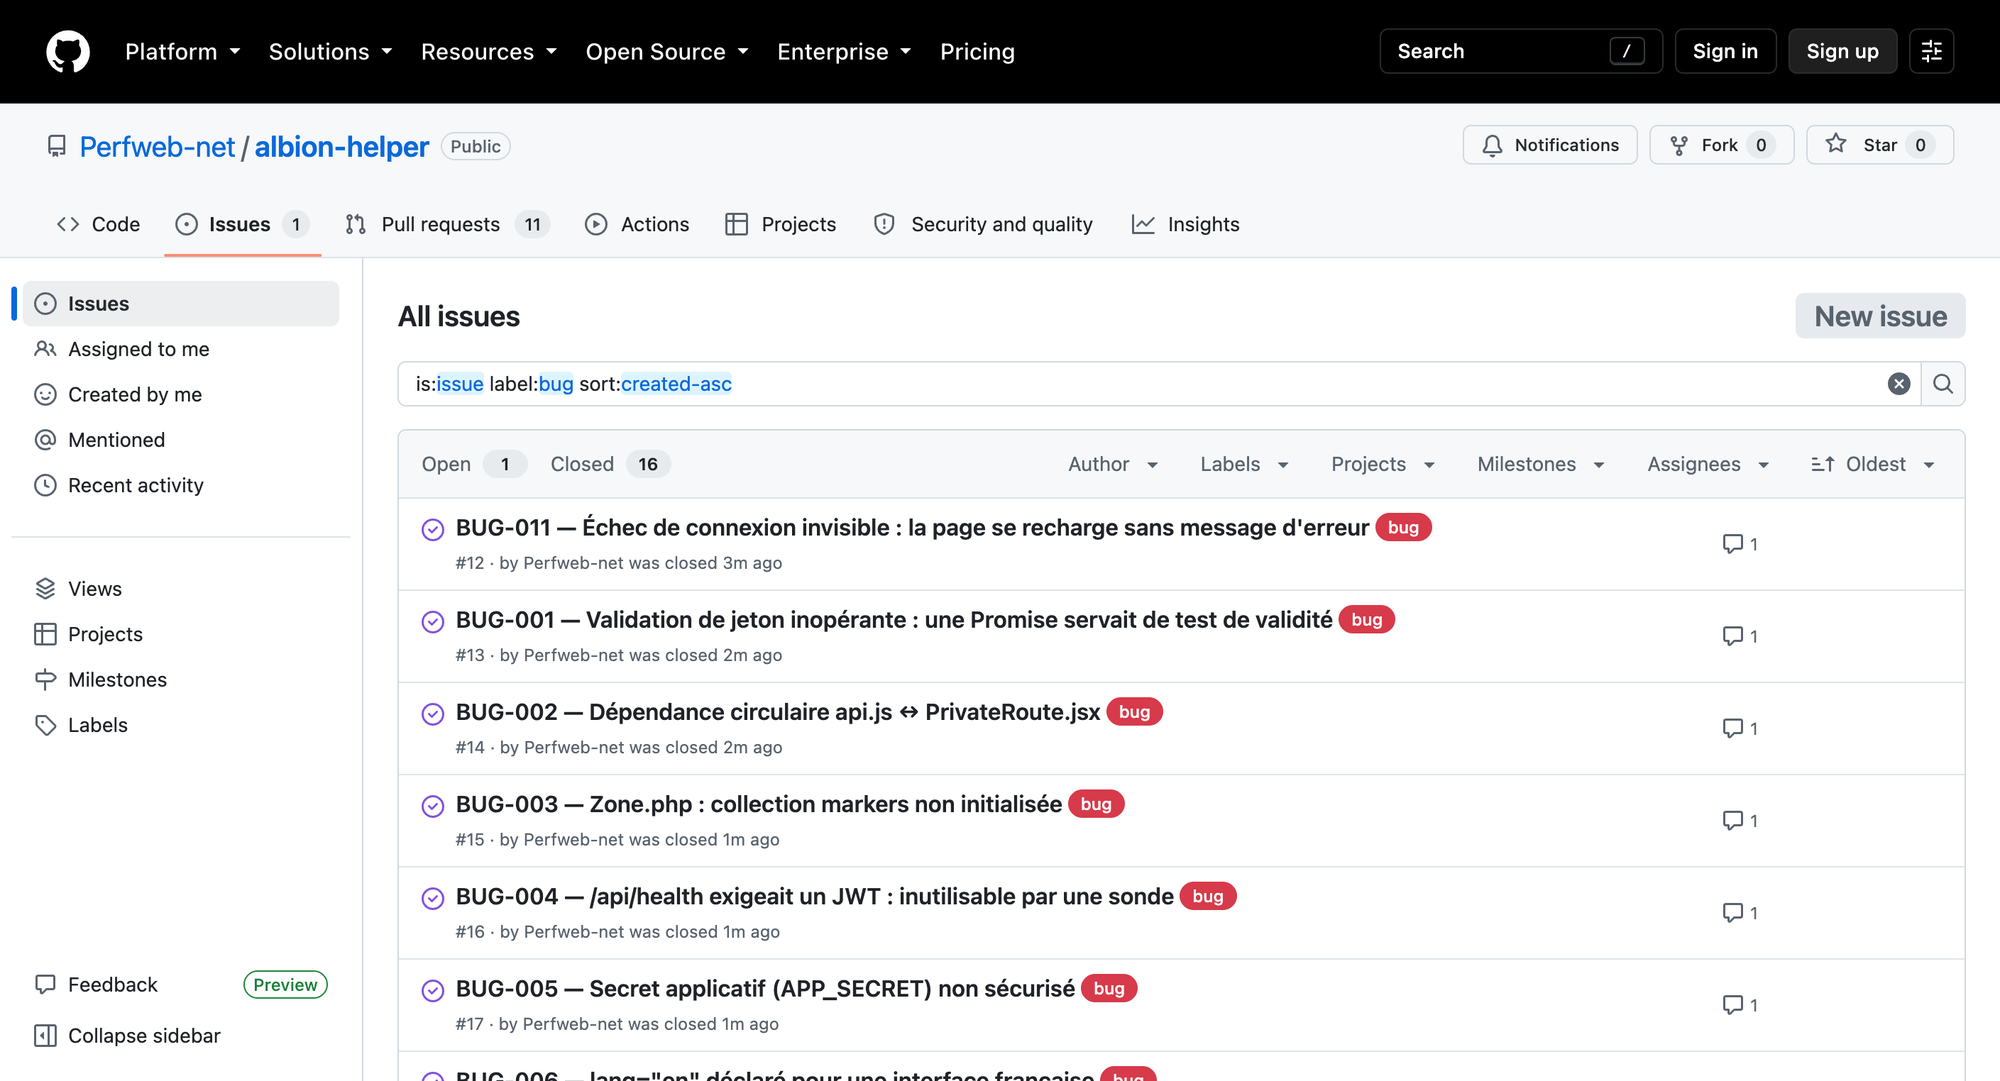 Platform Solutions Resources Open Source Enterprise Pricing Search / Sign in Sign up
Perfweb-net / albion-helper Public Notifications Fork 0 Star 0
Code Issues 1 Pull requests 11 Actions Projects Security and quality Insights
Issues
Assigned to me
Created by me
Mentioned
Recent activity
Views
Projects
Milestones
Labels
Feedback Preview
Collapse sidebar
All issues New issue
is:issue label:bug sort:created-asc
Open 1 Closed 16 Author Labels Projects Milestones Assignees Oldest
BUG-011 — Échec de connexion invisible : la page se recharge sans message d'erreur bug
#12 · by Perfweb-net was closed 3m ago
1
BUG-001 — Validation de jeton inopérante : une Promise servait de test de validité bug
#13 · by Perfweb-net was closed 2m ago
1
BUG-002 — Dépendance circulaire api.js ↔ PrivateRoute.jsx bug
#14 · by Perfweb-net was closed 2m ago
1
BUG-003 — Zone.php : collection markers non initialisée bug
#15 · by Perfweb-net was closed 1m ago
1
BUG-004 — /api/health exigeait un JWT : inutilisable par une sonde bug
#16 · by Perfweb-net was closed 1m ago
1
BUG-005 — Secret applicatif (APP_SECRET) non sécurisé bug
#17 · by Perfweb-net was closed 1m ago
1
BUG-006 — lang="en" déclaré pour une interface française bug